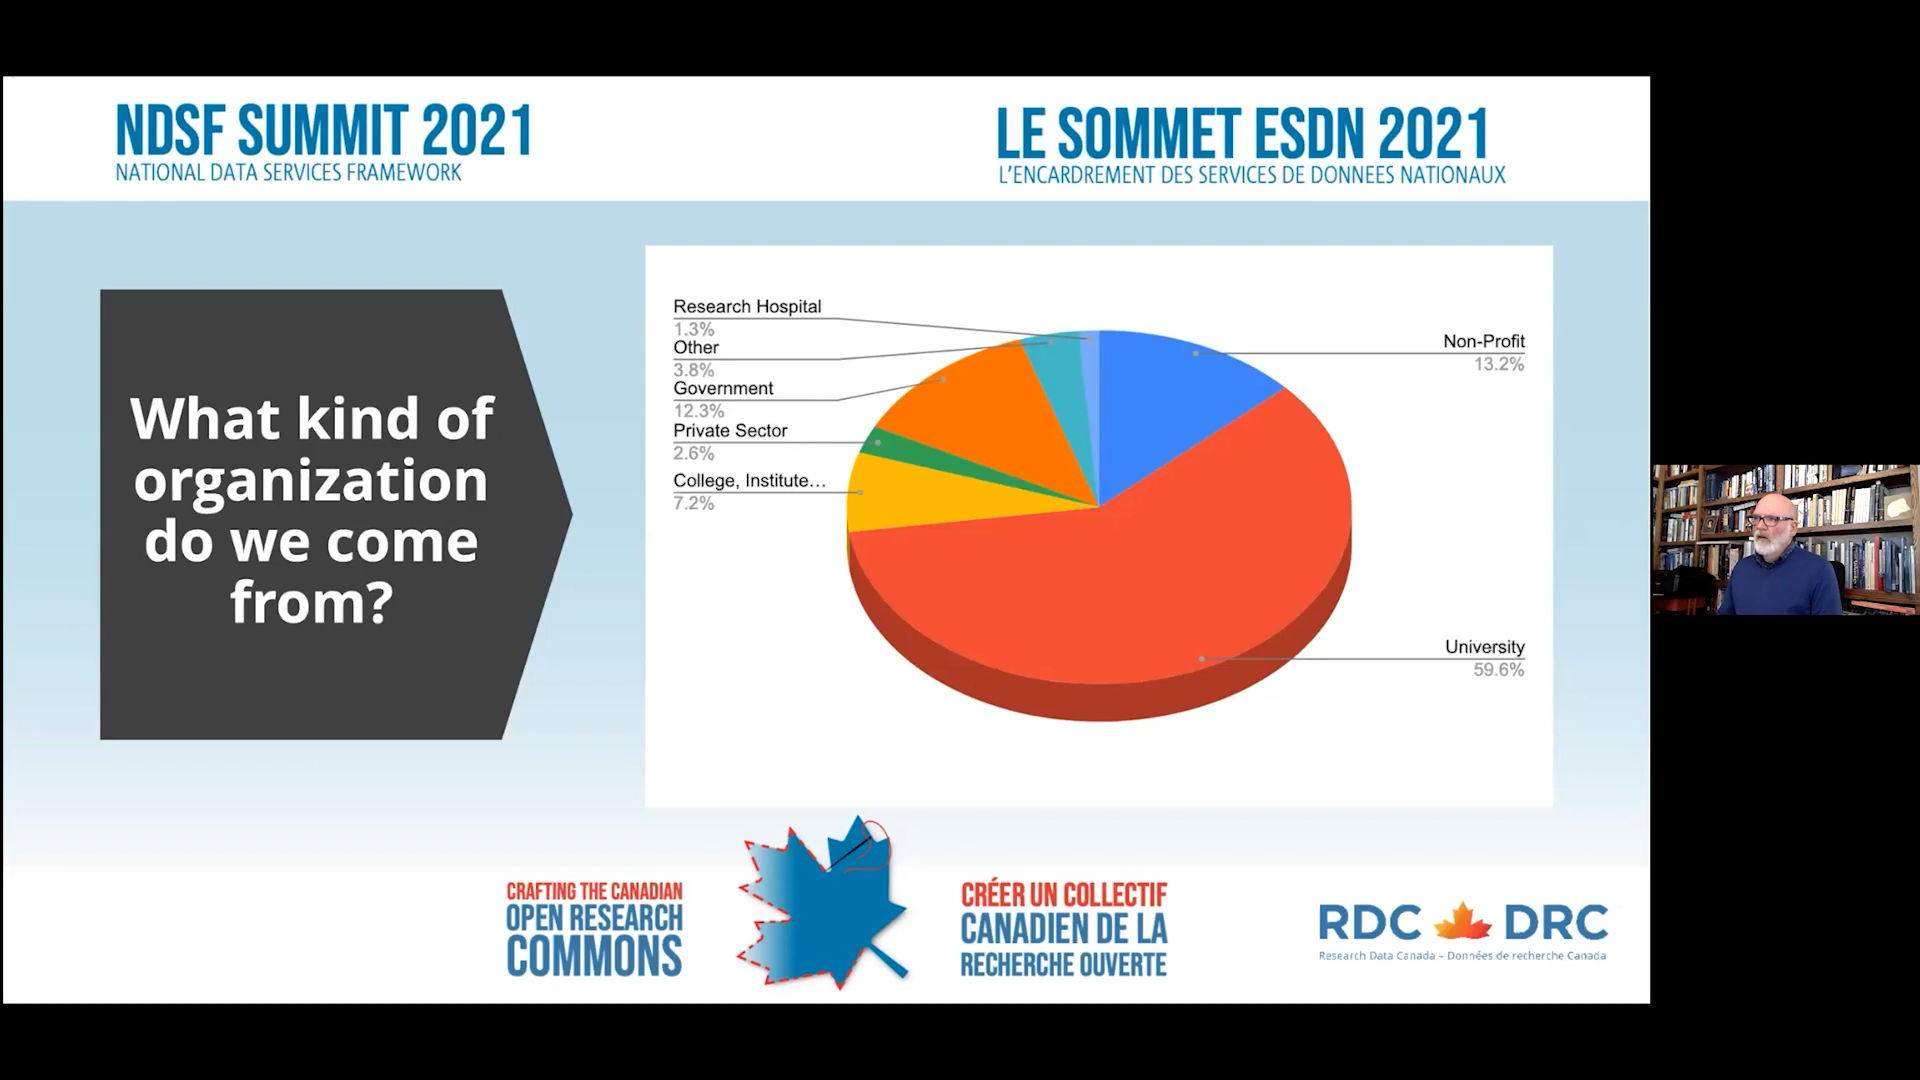 NDSF SUMMIT 2021
NATIONAL DATA SERVICES FRAMEWORK
LE SOMMET ESDN 2021
L'ENCARDREMENT DES SERVICES DE DONNEES NATIONAUX
What kind of
organization
do we come
from?
Research Hospital
1.3%
Other
3.8%
Government
12.3%
Private Sector
2.6%
College, Institute...
7.2%
Non-Profit
13.2%
University
59.6%
CRAFTING THE CANADIAN
OPEN RESEARCH
COMMONS
CRÉER UN COLLECTIF
CANADIEN DE LA
RECHERCHE OUVERTE
RDC DRC
Research Data Canada – Données de recherche Canada